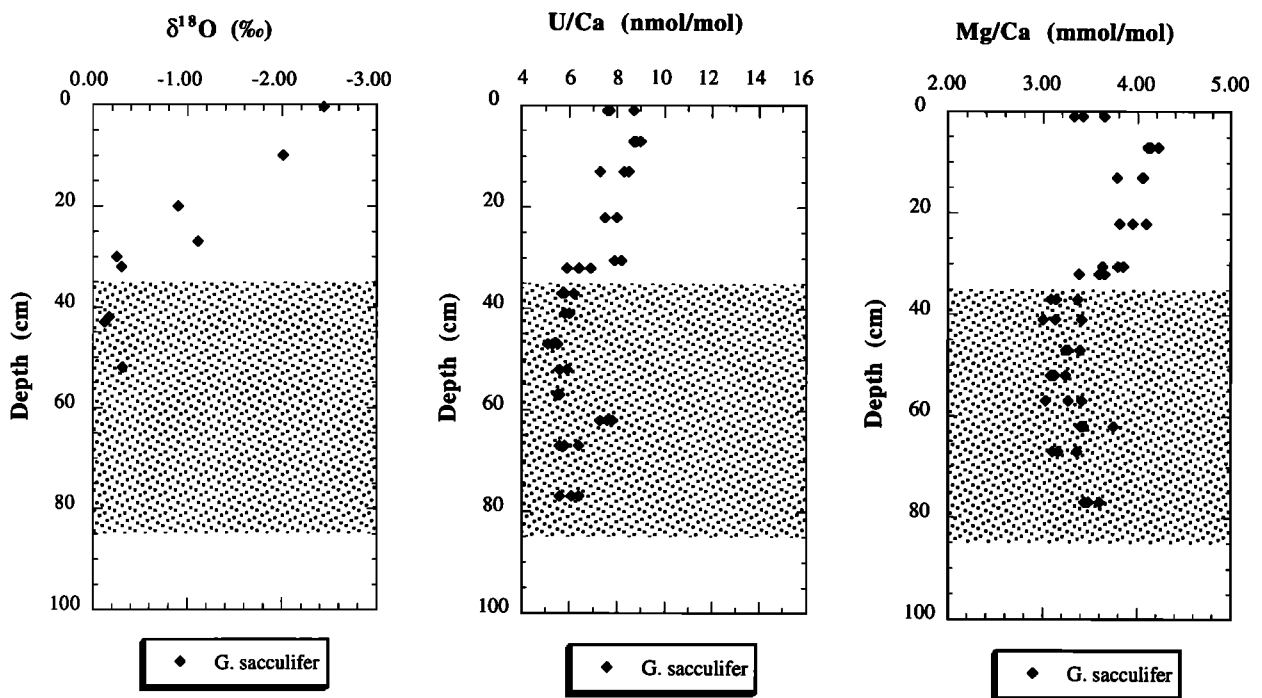 δ¹⁸O (‰)
0.00 -1.00 -2.00 -3.00
0
20
40
60
80
100
Depth (cm)
G. sacculifer
U/Ca (nmol/mol)
4 6 8 10 12 14 16
0
20
40
60
80
100
Depth (cm)
G. sacculifer
Mg/Ca (mmol/mol)
2.00 3.00 4.00 5.00
0
20
40
60
80
100
Depth (cm)
G. sacculifer